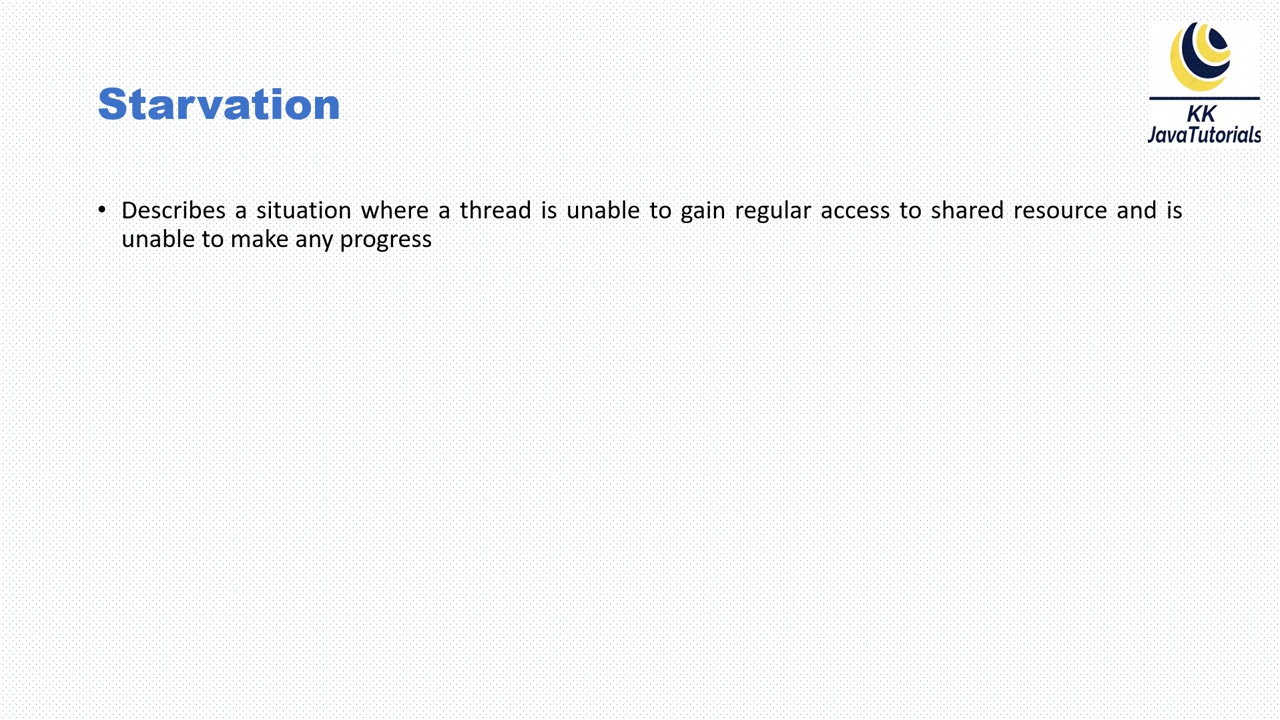 KK
JavaTutorials
Starvation
• Describes a situation where a thread is unable to gain regular access to shared resource and is
unable to make any progress